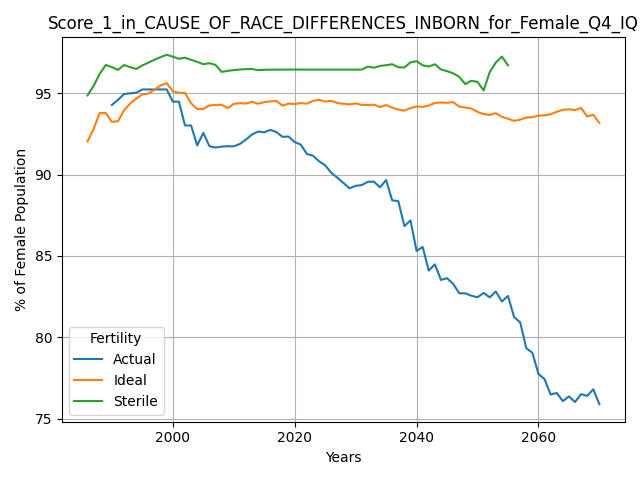 Score_1_in_CAUSE_OF_RACE_DIFFERENCES_INBORN_for_Female_Q4_IQ
% of Female Population
95
90
85
80
75
Fertility
Actual
Ideal
Sterile
2000
2020
2040
2060
Years